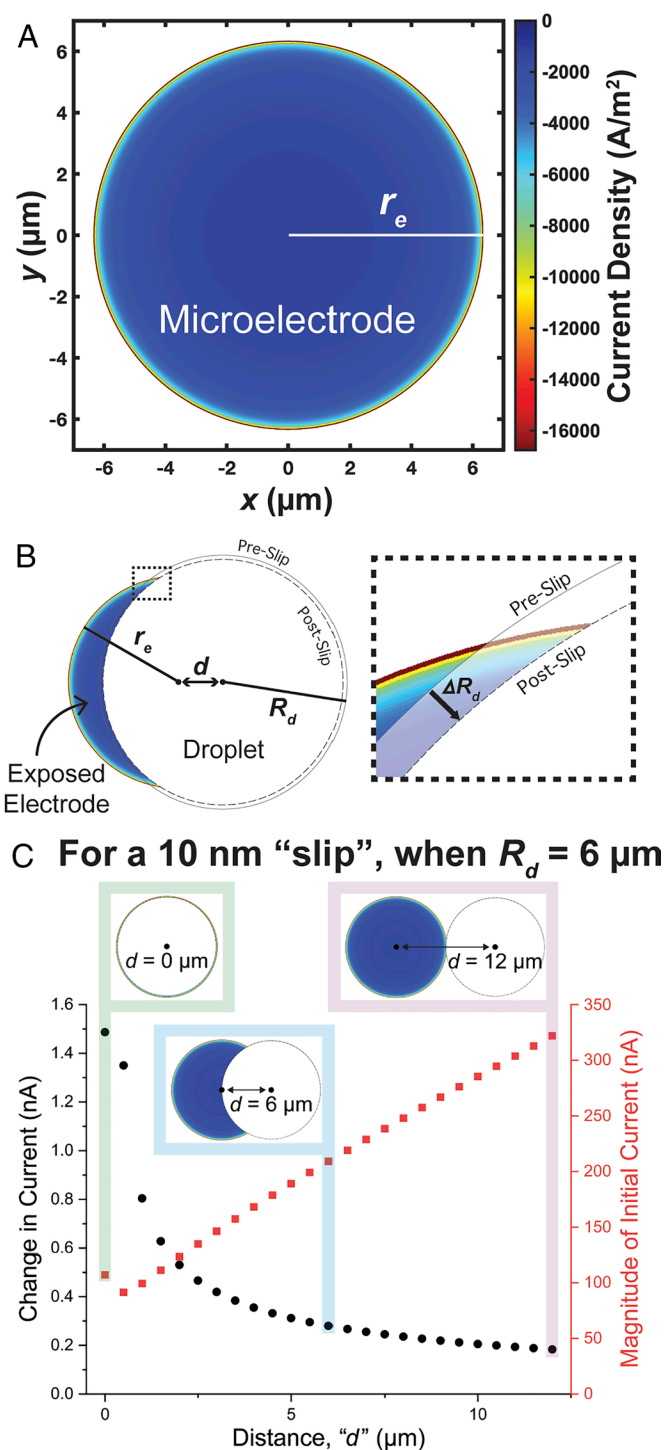 A
6
4
2
0
-2
-4
-6
y (µm)
-6 -4 -2 0 2 4 6
x (µm)
r_e
Microelectrode
0
-2000
-4000
-6000
-8000
-10000
-12000
-14000
-16000
Current Density (A/m²)
B
Pre-Slip
Post-Slip
r_e
d
R_d
Droplet
Exposed
Electrode
Pre-Slip
Post-Slip
ΔR_d
C For a 10 nm “slip”, when R_d = 6 µm
d = 0 µm
d = 12 µm
d = 6 µm
1.6
1.4
1.2
1.0
0.8
0.6
0.4
0.2
0.0
Change in Current (nA)
350
300
250
200
150
100
50
0
Magnitude of Initial Current (nA)
0 5 10
Distance, “d” (µm)